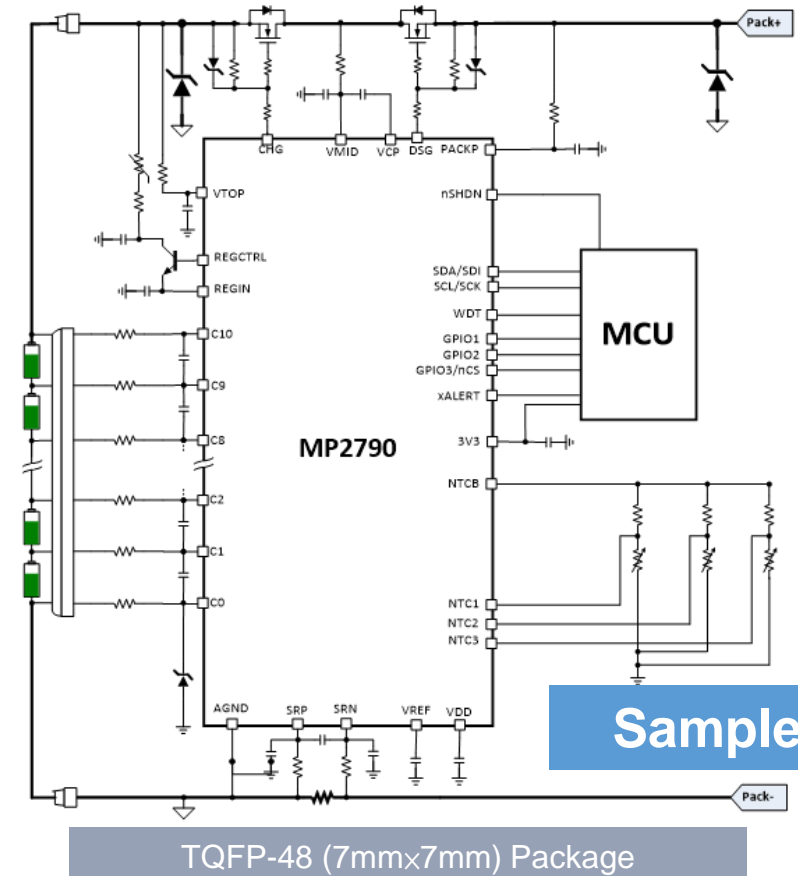 Pack+
CHG
VMID
VCP
DSG
PACKP
VTOP
nSHDN
REGCTRL
SDA/SDI
REGIN
SCL/SCK
WDT
C10
GPIO1
MCU
GPIO2
GPIO3/nCS
C9
xALERT
C8
MP2790
3V3
NTCB
C2
C1
C0
NTC1
NTC2
NTC3
AGND
SRP
SRN
VREF
VDD
Sample
Pack-
TQFP-48 (7mm×7mm) Package